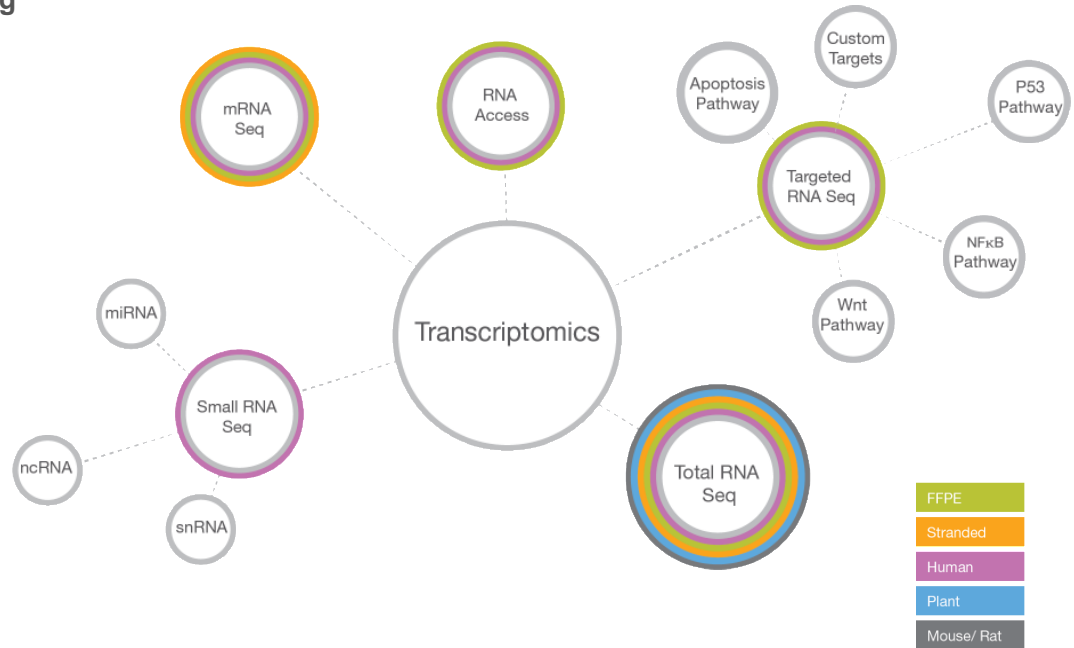 g
Custom
Targets
Apoptosis
Pathway
P53
Pathway
mRNA
Seq
RNA
Access
Targeted
RNA Seq
NFκB
Pathway
Wnt
Pathway
miRNA
Transcriptomics
Small RNA
Seq
ncRNA
snRNA
Total RNA
Seq
FFPE
Stranded
Human
Plant
Mouse/ Rat